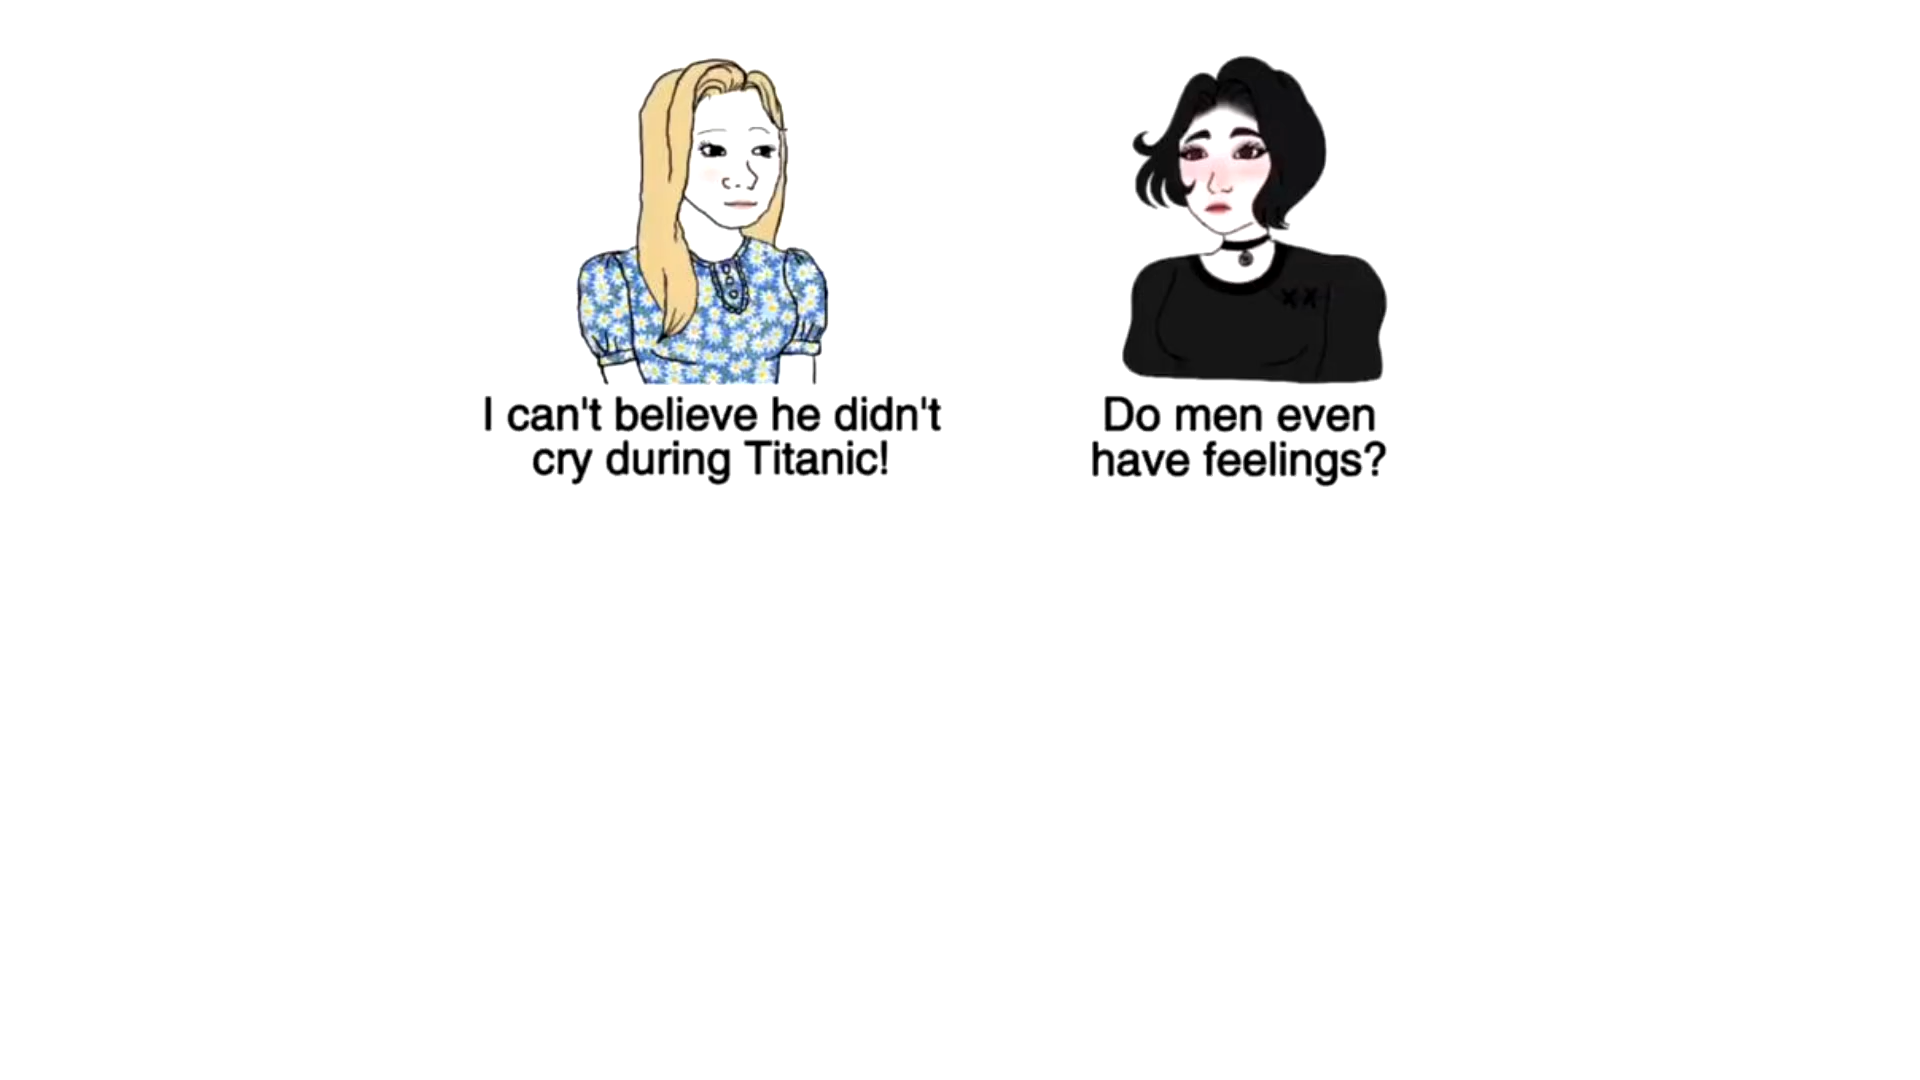 I can't believe he didn't
cry during Titanic!
Do men even
have feelings?